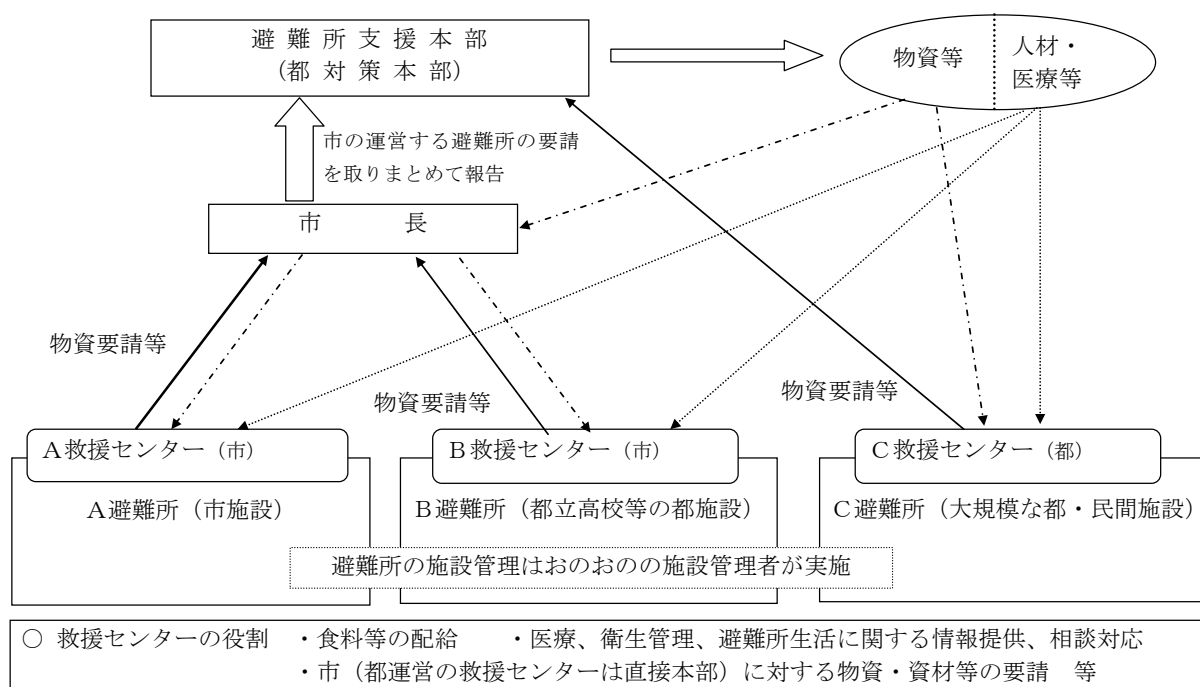 避難所支援本部
(都対策本部)
物資等
人材・
医療等
市の運営する避難所の要請
を取りまとめて報告
市　長
物資要請等
物資要請等
物資要請等
A救援センター（市）
B救援センター（市）
C救援センター（都）
A避難所（市施設）
B避難所（都立高校等の都施設）
C避難所（大規模な都・民間施設）
避難所の施設管理はおのおのの施設管理者が実施
○ 救援センターの役割　・食料等の配給　・医療、衛生管理、避難所生活に関する情報提供、相談対応
・市（都運営の救援センターは直接本部）に対する物資・資材等の要請　等